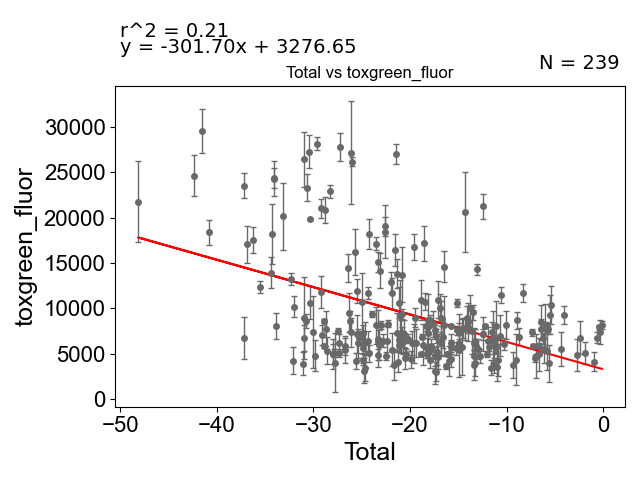 r^2 = 0.21
y = -301.70x + 3276.65
N = 239
Total vs toxgreen_fluor
30000
25000
20000
15000
10000
5000
0
toxgreen_fluor
−50 −40 −30 −20 −10 0
Total